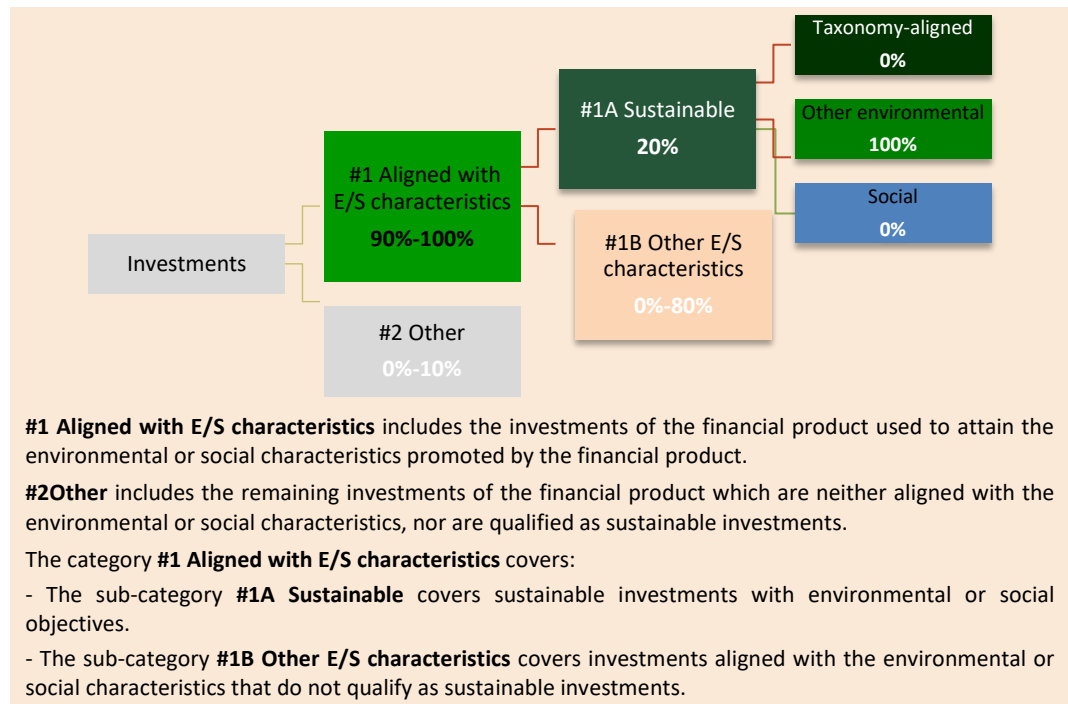 Taxonomy-aligned
0%
#1A Sustainable
20%
Other environmental
100%
#1 Aligned with
E/S characteristics
90%-100%
Social
0%
#1B Other E/S
characteristics
0%-80%
Investments
#2 Other
0%-10%
#1 Aligned with E/S characteristics includes the investments of the financial product used to attain the
environmental or social characteristics promoted by the financial product.
#2Other includes the remaining investments of the financial product which are neither aligned with the
environmental or social characteristics, nor are qualified as sustainable investments.
The category #1 Aligned with E/S characteristics covers:
- The sub-category #1A Sustainable covers sustainable investments with environmental or social
objectives.
- The sub-category #1B Other E/S characteristics covers investments aligned with the environmental or
social characteristics that do not qualify as sustainable investments.